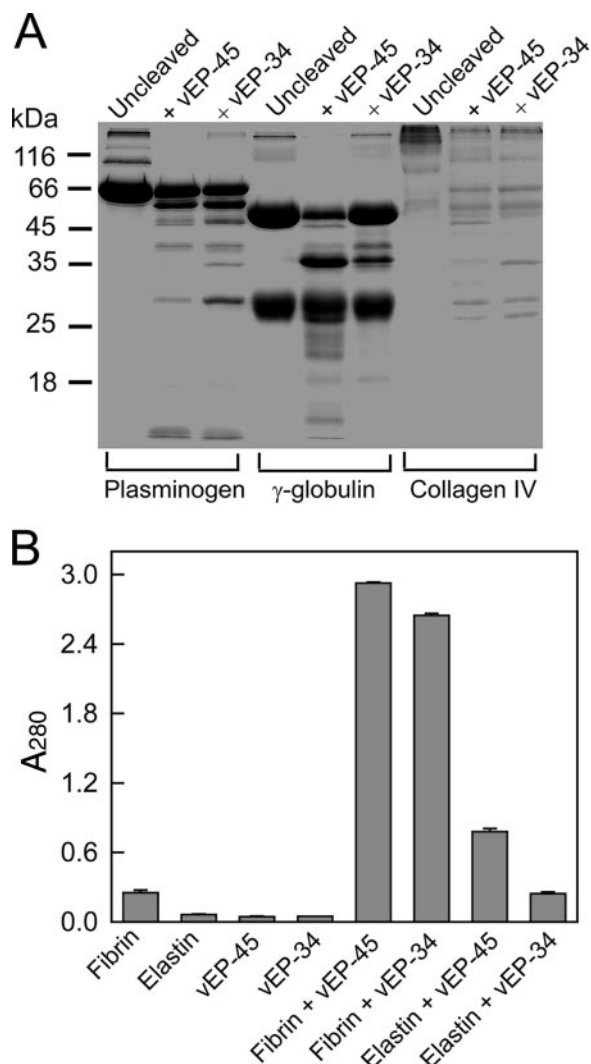 A
Uncleaved
+ vEP-45
+ vEP-34
Uncleaved
+ vEP-45
+ vEP-34
Uncleaved
+ vEP-45
+ vEP-34
kDa
116
66
45
35
25
18
Plasminogen
γ-globulin
Collagen IV
B
3.0
2.4
1.8
1.2
0.6
0.0
A280
Fibrin
Elastin
vEP-45
vEP-34
Fibrin + vEP-45
Fibrin + vEP-34
Elastin + vEP-45
Elastin + vEP-34